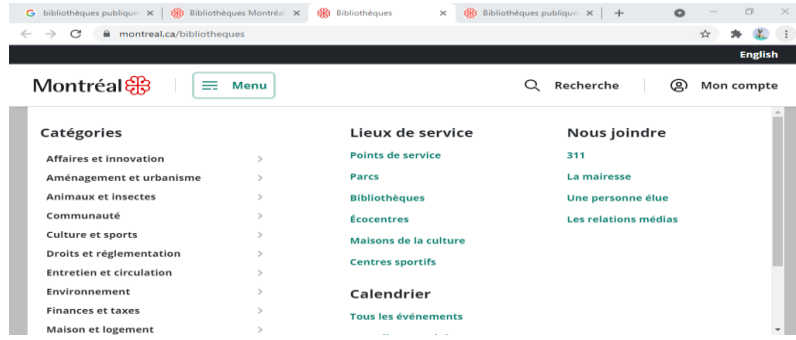 bibliothèques publique
Bibliothèques Montréal
Bibliothèques
Bibliothèques publique
montreal.ca/bibliotheques
English
Montréal
Menu
Recherche
Mon compte
Catégories
Affaires et innovation
Aménagement et urbanisme
Animaux et insectes
Communauté
Culture et sports
Droits et réglementation
Entretien et circulation
Environnement
Finances et taxes
Maison et logement
Lieux de service
Points de service
Parcs
Bibliothèques
Écocentres
Maisons de la culture
Centres sportifs
Calendrier
Tous les événements
Nous joindre
311
La mairesse
Une personne élue
Les relations médias